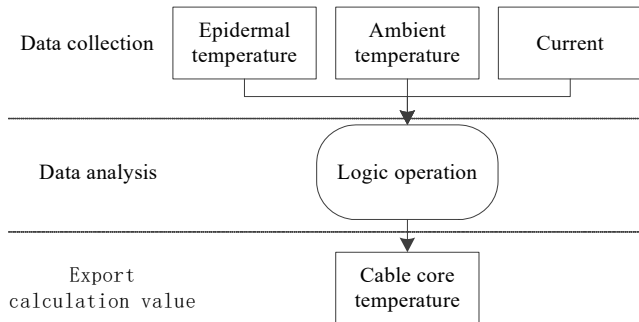 Data collection
Epidermal
temperature
Ambient
temperature
Current
Data analysis
Logic operation
Export
calculation value
Cable core
temperature